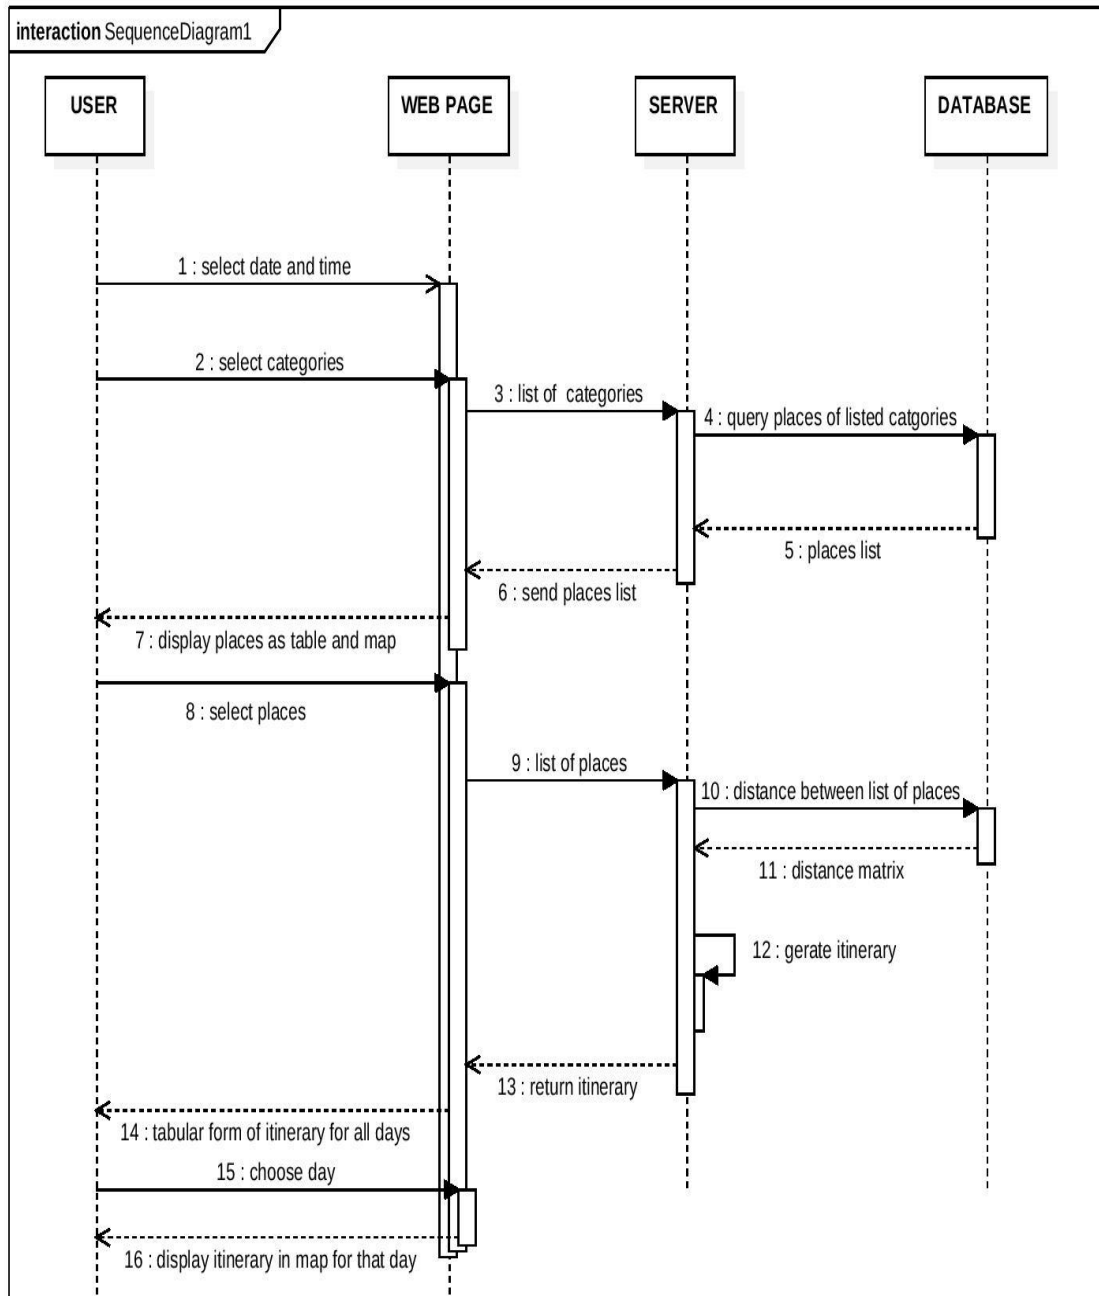 interaction SequenceDiagram1
USER
WEB PAGE
SERVER
DATABASE
1 : select date and time
2 : select categories
3 : list of  categories
4 : query places of listed catgories
5 : places list
6 : send places list
7 : display places as table and map
8 : select places
9 : list of places
10 : distance between list of places
11 : distance matrix
12 : gerate itinerary
13 : return itinerary
14 : tabular form of itinerary for all days
15 : choose day
16 : display itinerary in map for that day